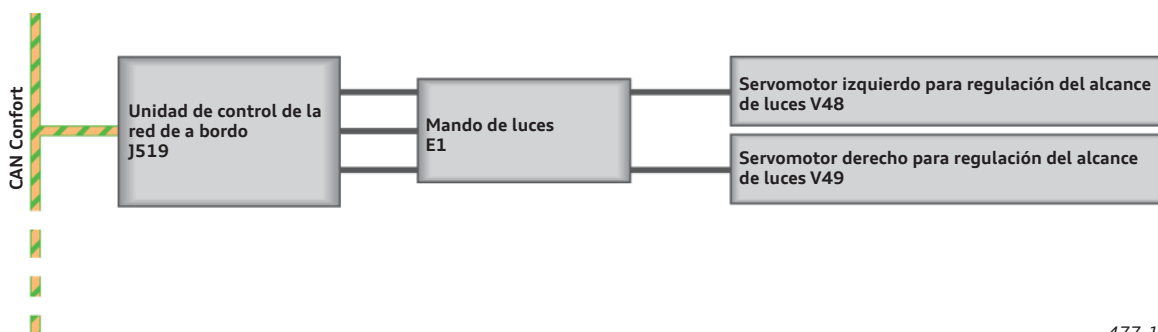 CAN Confort
Unidad de control de la
red de a bordo
J519
Mando de luces
E1
Servomotor izquierdo para regulación del alcance
de luces V48
Servomotor derecho para regulación del alcance
de luces V49